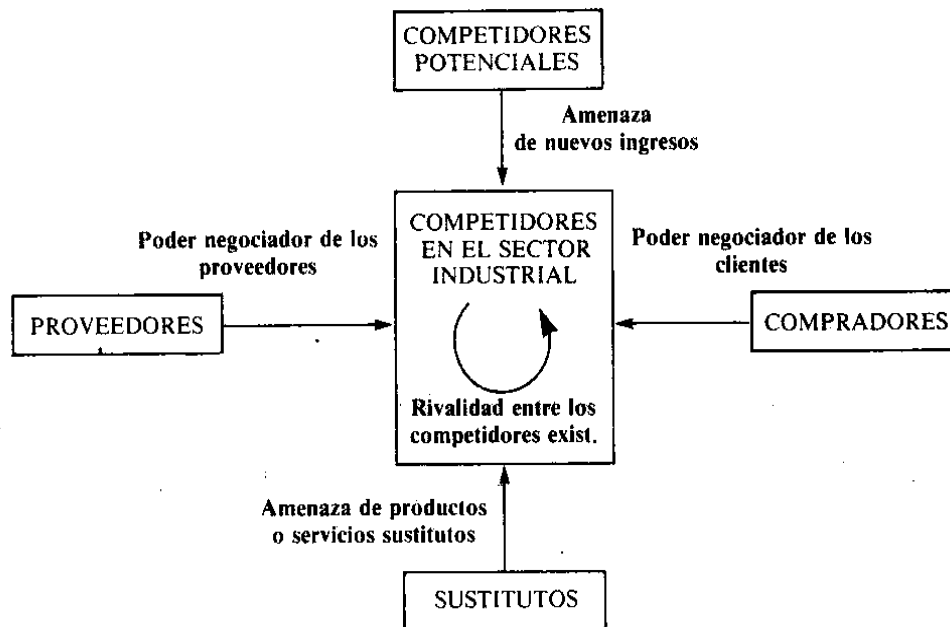 COMPETIDORES
POTENCIALES
Amenaza
de nuevos ingresos
Poder negociador de los
proveedores
COMPETIDORES
EN EL SECTOR
INDUSTRIAL
Poder negociador de los
clientes
PROVEEDORES
COMPRADORES
Rivalidad entre los
competidores exist.
Amenaza de productos
o servicios sustitutos
SUSTITUTOS